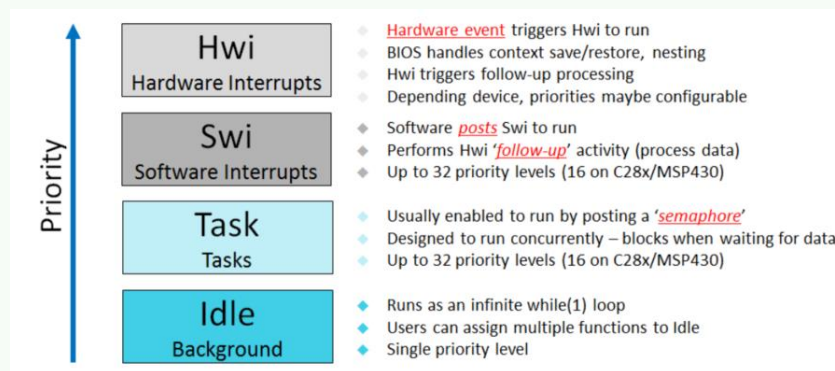 Priority
Hwi
Hardware Interrupts
Hardware event triggers Hwi to run
BIOS handles context save/restore, nesting
Hwi triggers follow-up processing
Depending device, priorities maybe configurable
Swi
Software Interrupts
Software posts Swi to run
Performs Hwi ‘follow-up’ activity (process data)
Up to 32 priority levels (16 on C28x/MSP430)
Task
Tasks
Usually enabled to run by posting a ‘semaphore’
Designed to run concurrently – blocks when waiting for data
Up to 32 priority levels (16 on C28x/MSP430)
Idle
Background
Runs as an infinite while(1) loop
Users can assign multiple functions to Idle
Single priority level